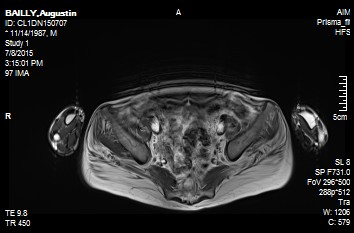 BAILLY,Augustin
ID: CL1DN150707
* 11/14/1987, M
Study 1
7/8/2015
3:15:01 PM
97 IMA
A
AIM
Prisma_fi
HFS
R
5cm
TE 9.8
TR 450
SL 8
SP F731.0
FoV 296*500
288p*512
Tra
W: 1206
C: 579